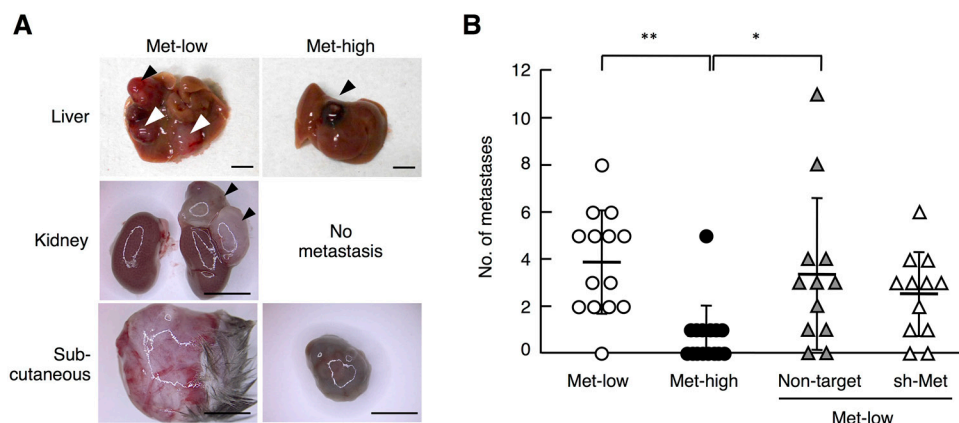 A
Met-low Met-high
Liver
Kidney
No
metastasis
Sub-
cutaneous
B
** *
No. of metastases
12
10
8
6
4
2
0
Met-low Met-high Non-target sh-Met
Met-low